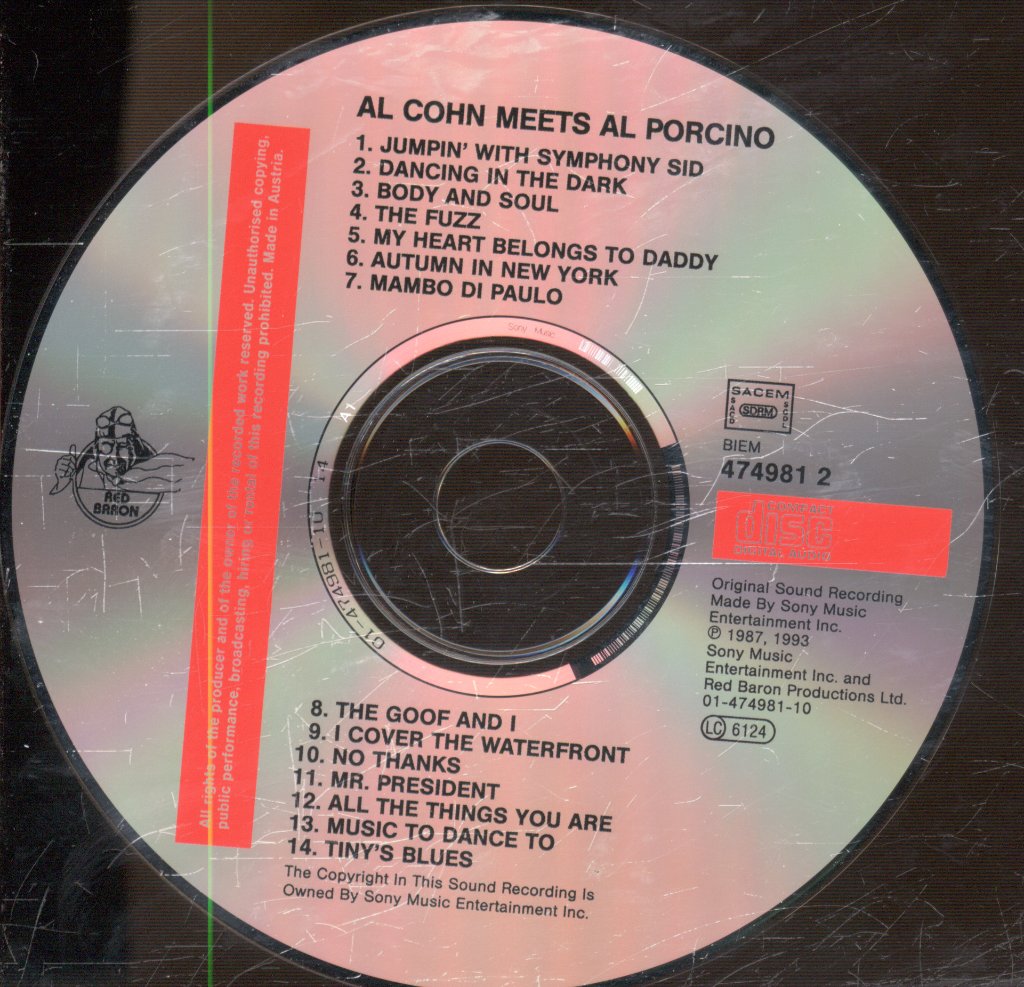 AL COHN MEETS AL PORCINO
1. JUMPIN' WITH SYMPHONY SID
2. DANCING IN THE DARK
3. BODY AND SOUL
4. THE FUZZ
5. MY HEART BELONGS TO DADDY
6. AUTUMN IN NEW YORK
7. MAMBO DI PAULO
All rights of the producer and of the owner of the recorded work reserved. Unauthorised copying,
public performance, broadcasting, hiring or rental of this recording prohibited. Made in Austria.
Sony Music
A1
01-474981-10 14
RED
BARON
SACEM
SACD
SDRM
SCDL
BIEM
474981 2
COMPACT
disc
DIGITAL AUDIO
Original Sound Recording
Made By Sony Music
Entertainment Inc.
℗ 1987, 1993
Sony Music
Entertainment Inc. and
Red Baron Productions Ltd.
01-474981-10
LC 6124
8. THE GOOF AND I
9. I COVER THE WATERFRONT
10. NO THANKS
11. MR. PRESIDENT
12. ALL THE THINGS YOU ARE
13. MUSIC TO DANCE TO
14. TINY'S BLUES
The Copyright In This Sound Recording Is
Owned By Sony Music Entertainment Inc.